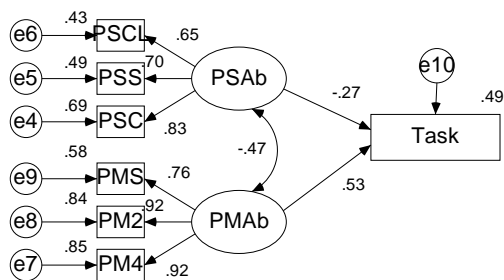 .43
e6
PSCL
.65
.49
e5
PSS
.70
PSAb
.69
e4
PSC
.83
-.27
e10
.49
Task
-.47
.58
e9
PMS
.76
.53
.84
e8
PM2
.92
PMAb
.85
e7
PM4
.92